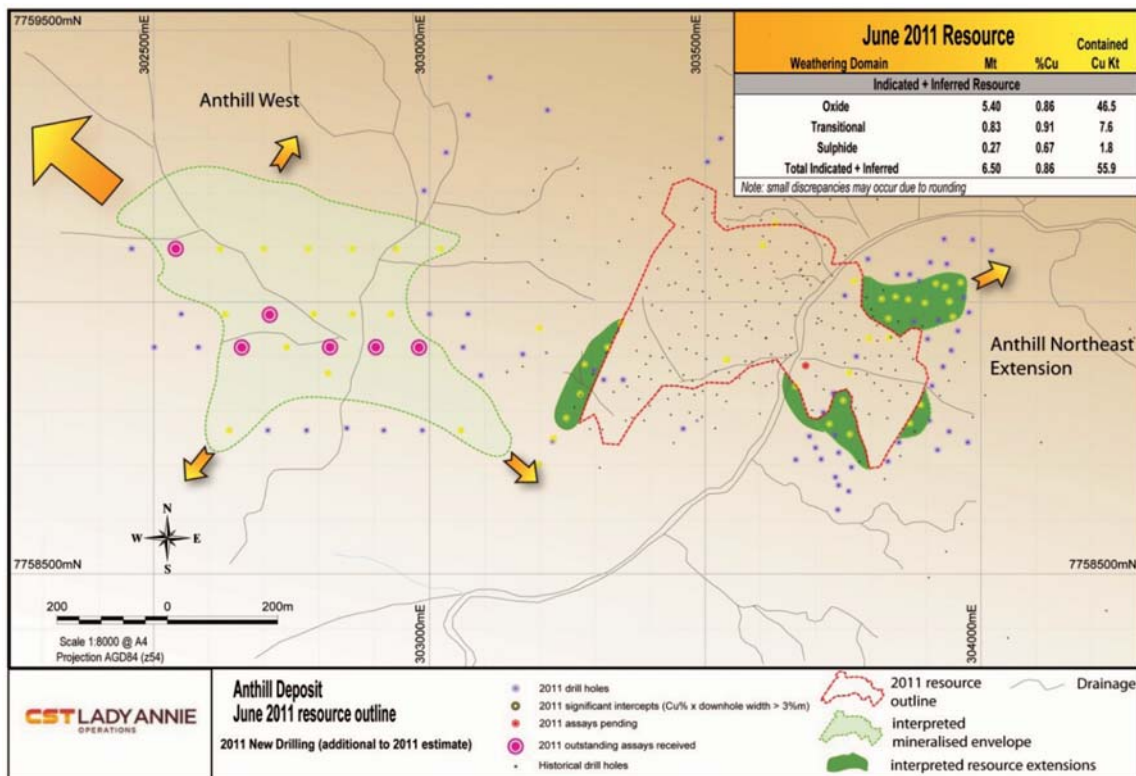 7759500mN
302500mE
303000mE
303500mE
June 2011 Resource
Weathering Domain Mt %Cu Contained Cu Kt
Indicated + Inferred Resource
Oxide 5.40 0.86 46.5
Transitional 0.83 0.91 7.6
Sulphide 0.27 0.67 1.8
Total Indicated + Inferred 6.50 0.86 55.9
Note: small discrepancies may occur due to rounding
Anthill West
Anthill Northeast
Extension
N
W E
S
7758500mN
7758500mN
200 0 200m
Scale 1:8000 @ A4
Projection AGD84 (z54)
303000mE
304000mE
CST LADY ANNIE
OPERATIONS
Anthill Deposit
June 2011 resource outline
2011 New Drilling (additional to 2011 estimate)
2011 drill holes
2011 significant intercepts (Cu% x downhole width > 3%m)
2011 assays pending
2011 outstanding assays received
Historical drill holes
2011 resource
outline
interpreted
mineralised envelope
interpreted resource extensions
Drainage